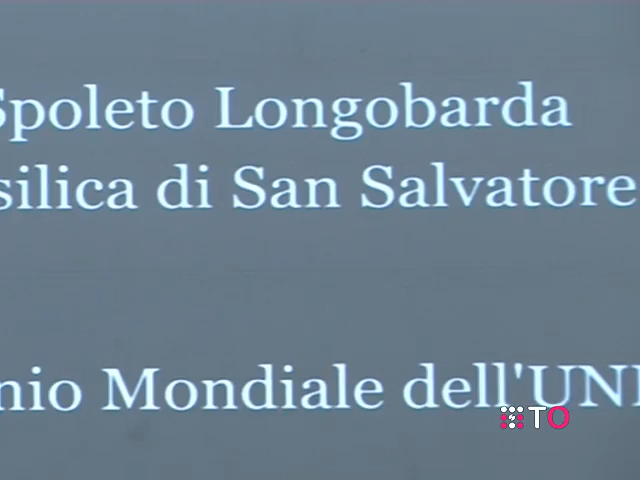 Spoleto Longobarda
silica di San Salvatore
nio Mondiale dell'UN
TO